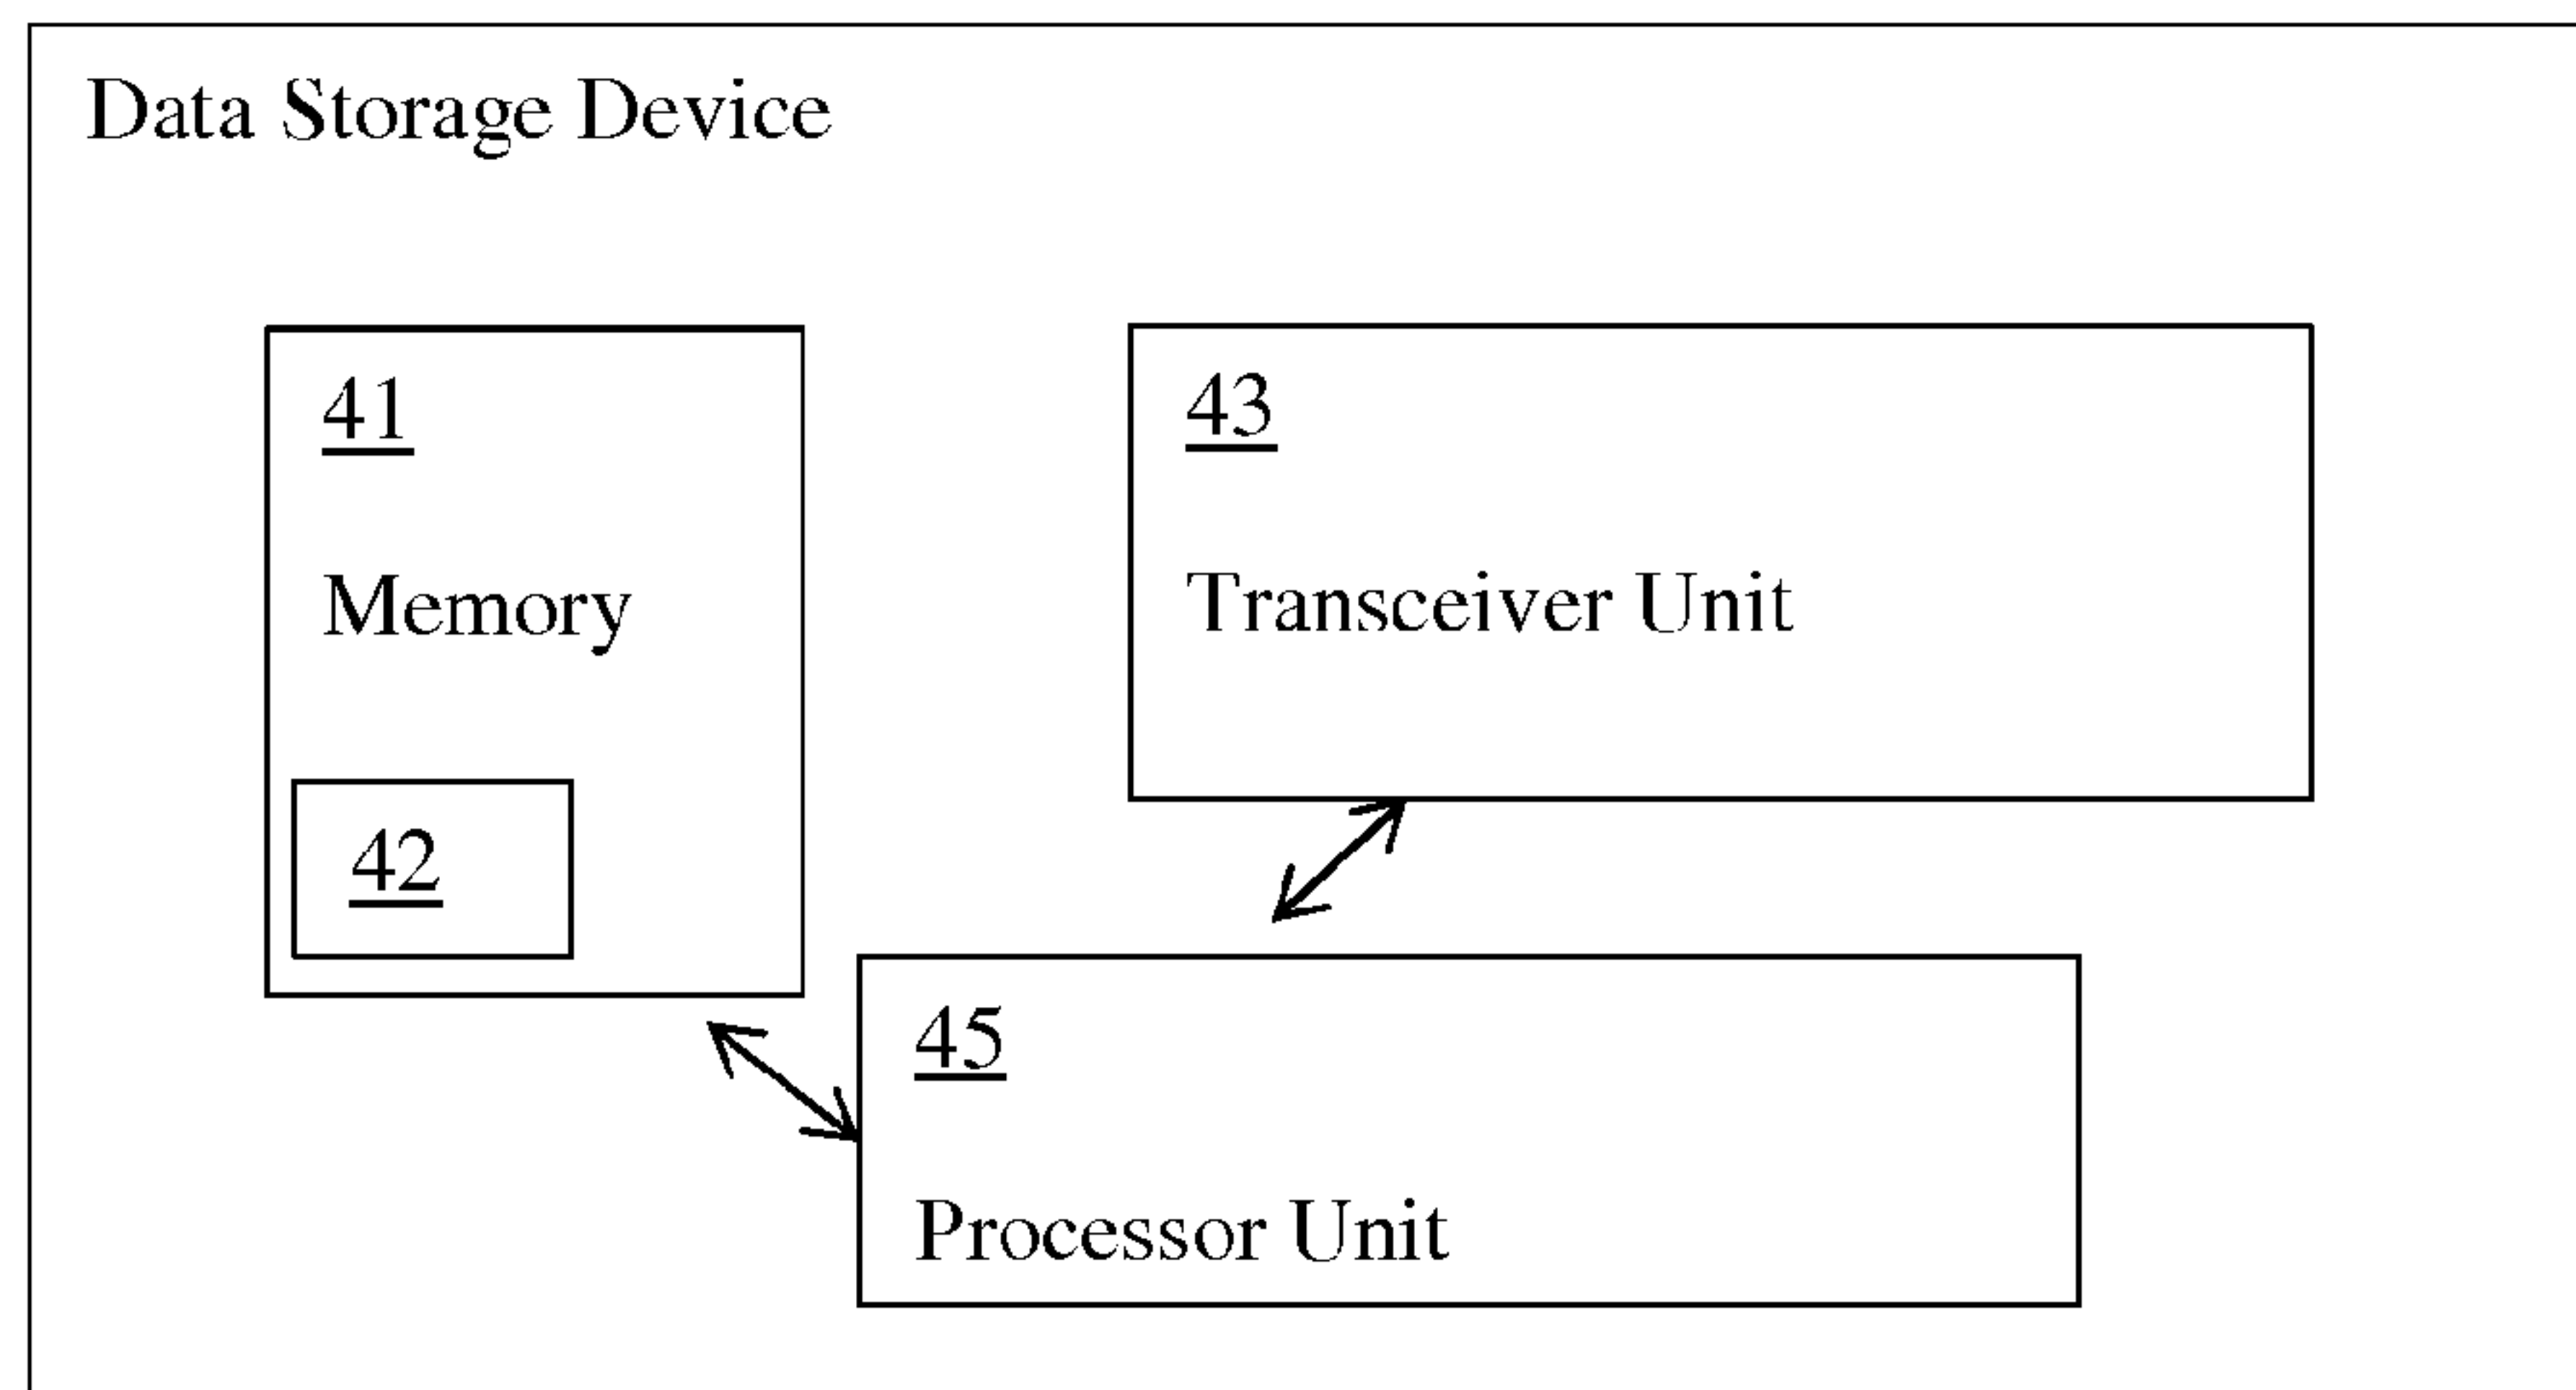 Data Storage Device
41
Memory
42
43
Transceiver Unit
45
Processor Unit